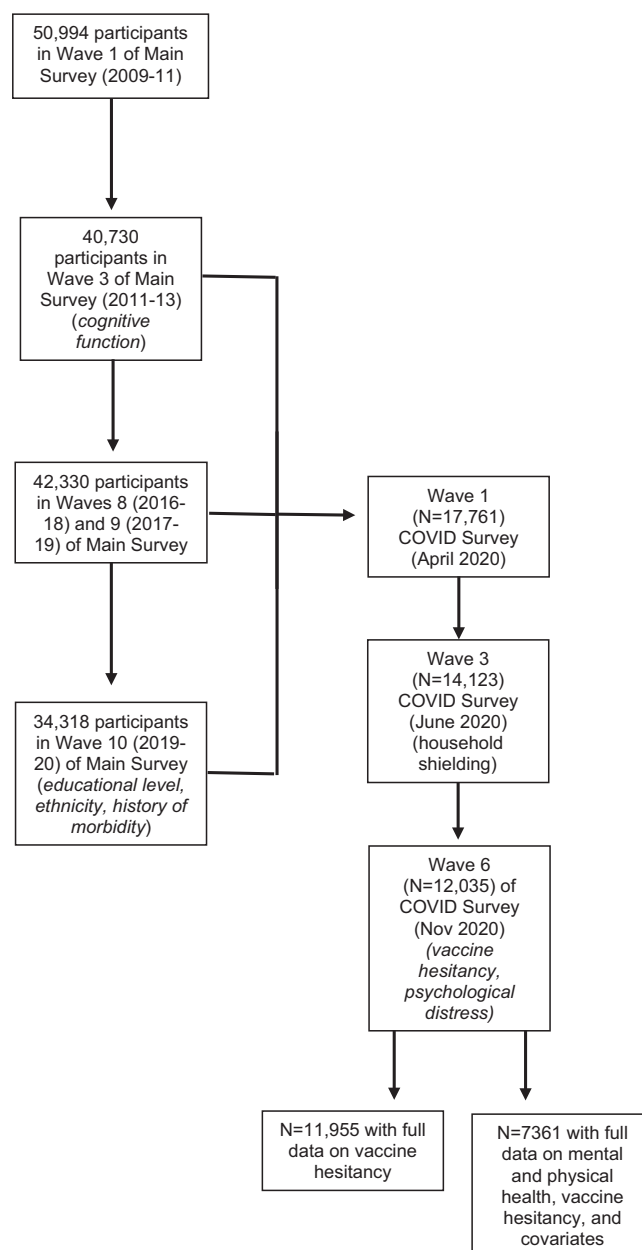 50,994 participants
in Wave 1 of Main
Survey (2009-11)
40,730
participants in
Wave 3 of Main
Survey (2011-13)
(cognitive
function)
42,330 participants
in Waves 8 (2016-
18) and 9 (2017-
19) of Main Survey
34,318 participants
in Wave 10 (2019-
20) of Main Survey
(educational level,
ethnicity, history of
morbidity)
Wave 1
(N=17,761)
COVID Survey
(April 2020)
Wave 3
(N=14,123)
COVID Survey
(June 2020)
(household
shielding)
Wave 6
(N=12,035) of
COVID Survey
(Nov 2020)
(vaccine
hesitancy,
psychological
distress)
N=11,955 with full
data on vaccine
hesitancy
N=7361 with full
data on mental
and physical
health, vaccine
hesitancy, and
covariates